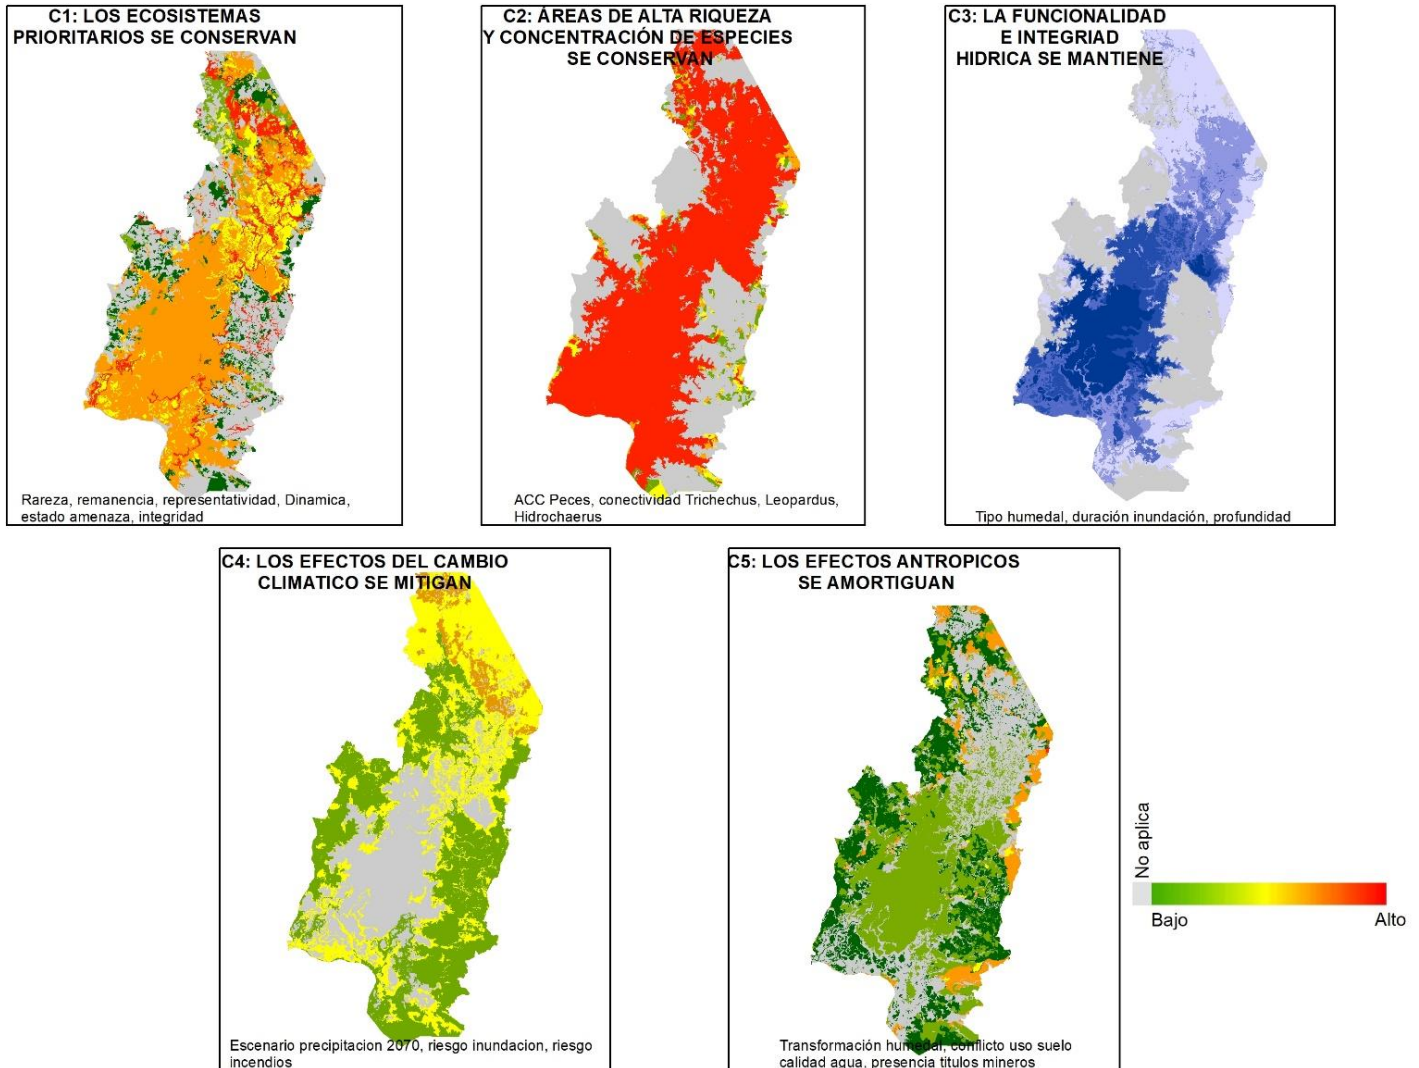 C1: LOS ECOSISTEMAS
PRIORITARIOS SE CONSERVAN
Rareza, remanencia, representatividad, Dinamica,
estado amenaza, integridad
C2: ÁREAS DE ALTA RIQUEZA
Y CONCENTRACIÓN DE ESPECIES
SE CONSERVAN
ACC Peces, conectividad Trichechus, Leopardus,
Hidrochaerus
C3: LA FUNCIONALIDAD
E INTEGRIAD
HIDRICA SE MANTIENE
Tipo humedal, duración inundación, profundidad
C4: LOS EFECTOS DEL CAMBIO
CLIMATICO SE MITIGAN
Escenario precipitacion 2070, riesgo inundacion, riesgo
incendios
C5: LOS EFECTOS ANTROPICOS
SE AMORTIGUAN
Transformación humedal, conflicto uso suelo
calidad agua, presencia titulos mineros
No aplica
Bajo
Alto